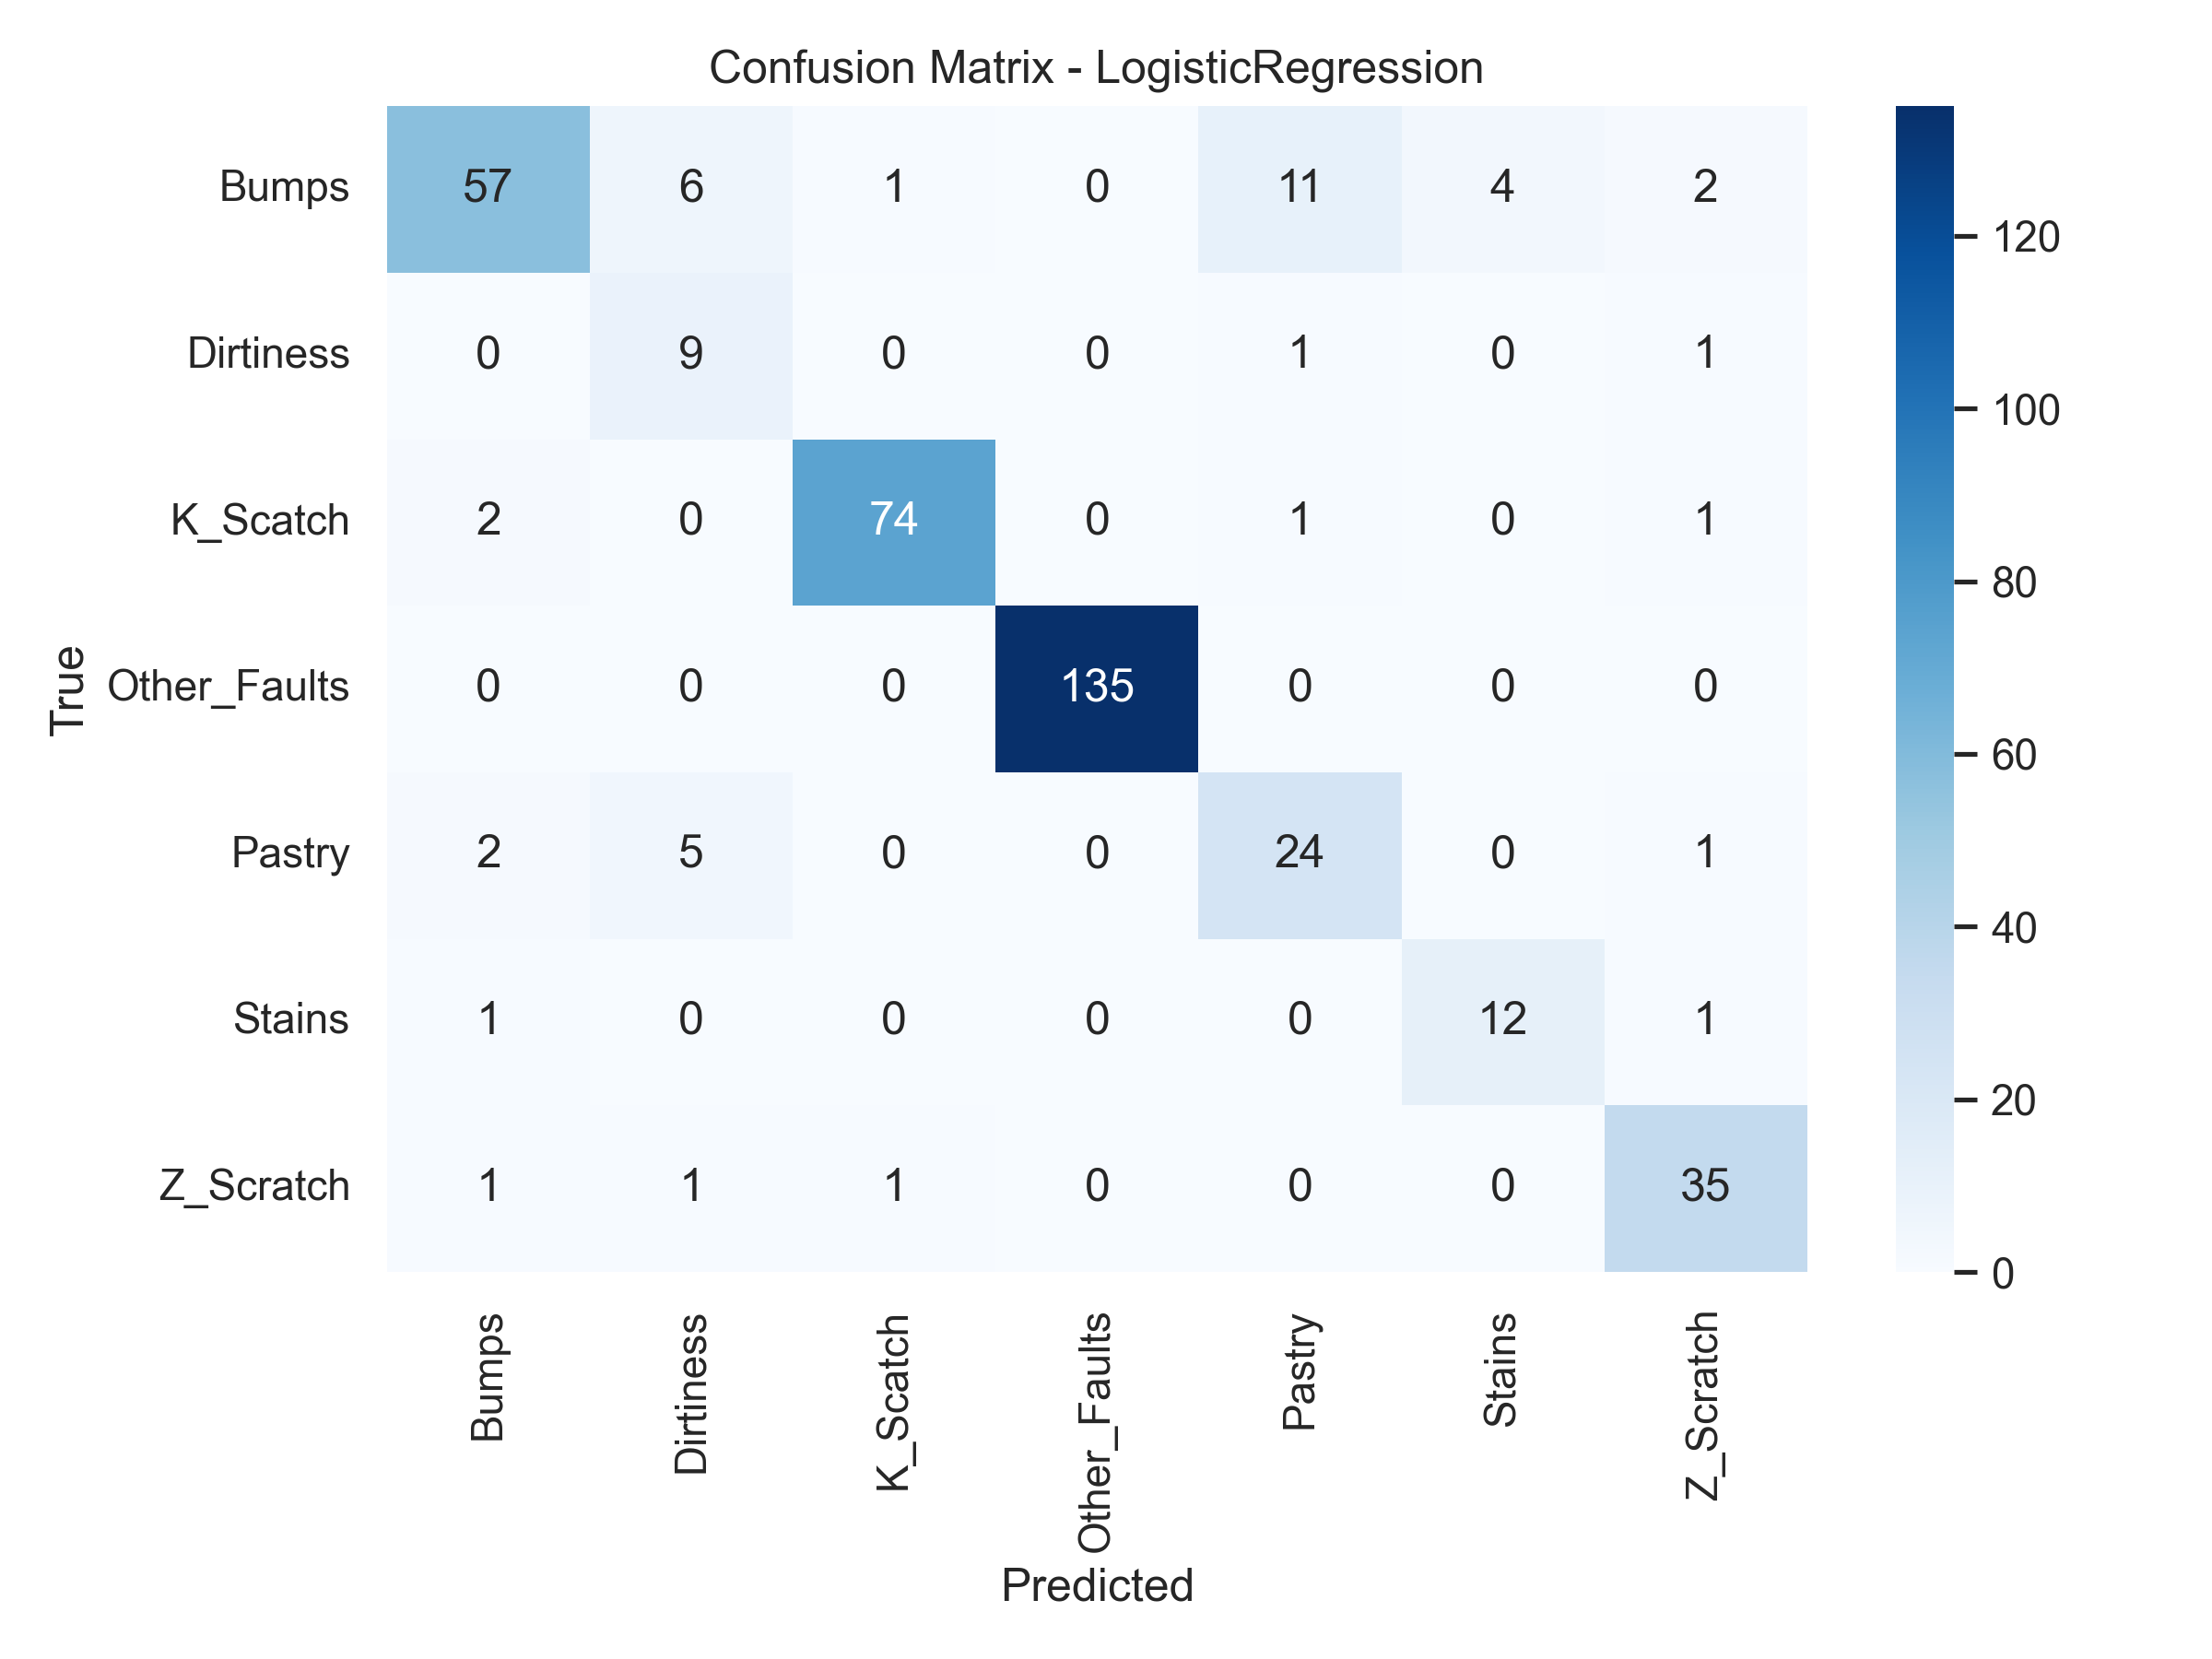 Confusion Matrix - LogisticRegression
Bumps 57 6 1 0 11 4 2
Dirtiness 0 9 0 0 1 0 1
K_Scatch 2 0 74 0 1 0 1
Other_Faults 0 0 0 135 0 0 0
Pastry 2 5 0 0 24 0 1
Stains 1 0 0 0 0 12 1
Z_Scratch 1 1 1 0 0 0 35
True
Bumps Dirtiness K_Scatch Other_Faults Pastry Stains Z_Scratch
Predicted
120
100
80
60
40
20
0